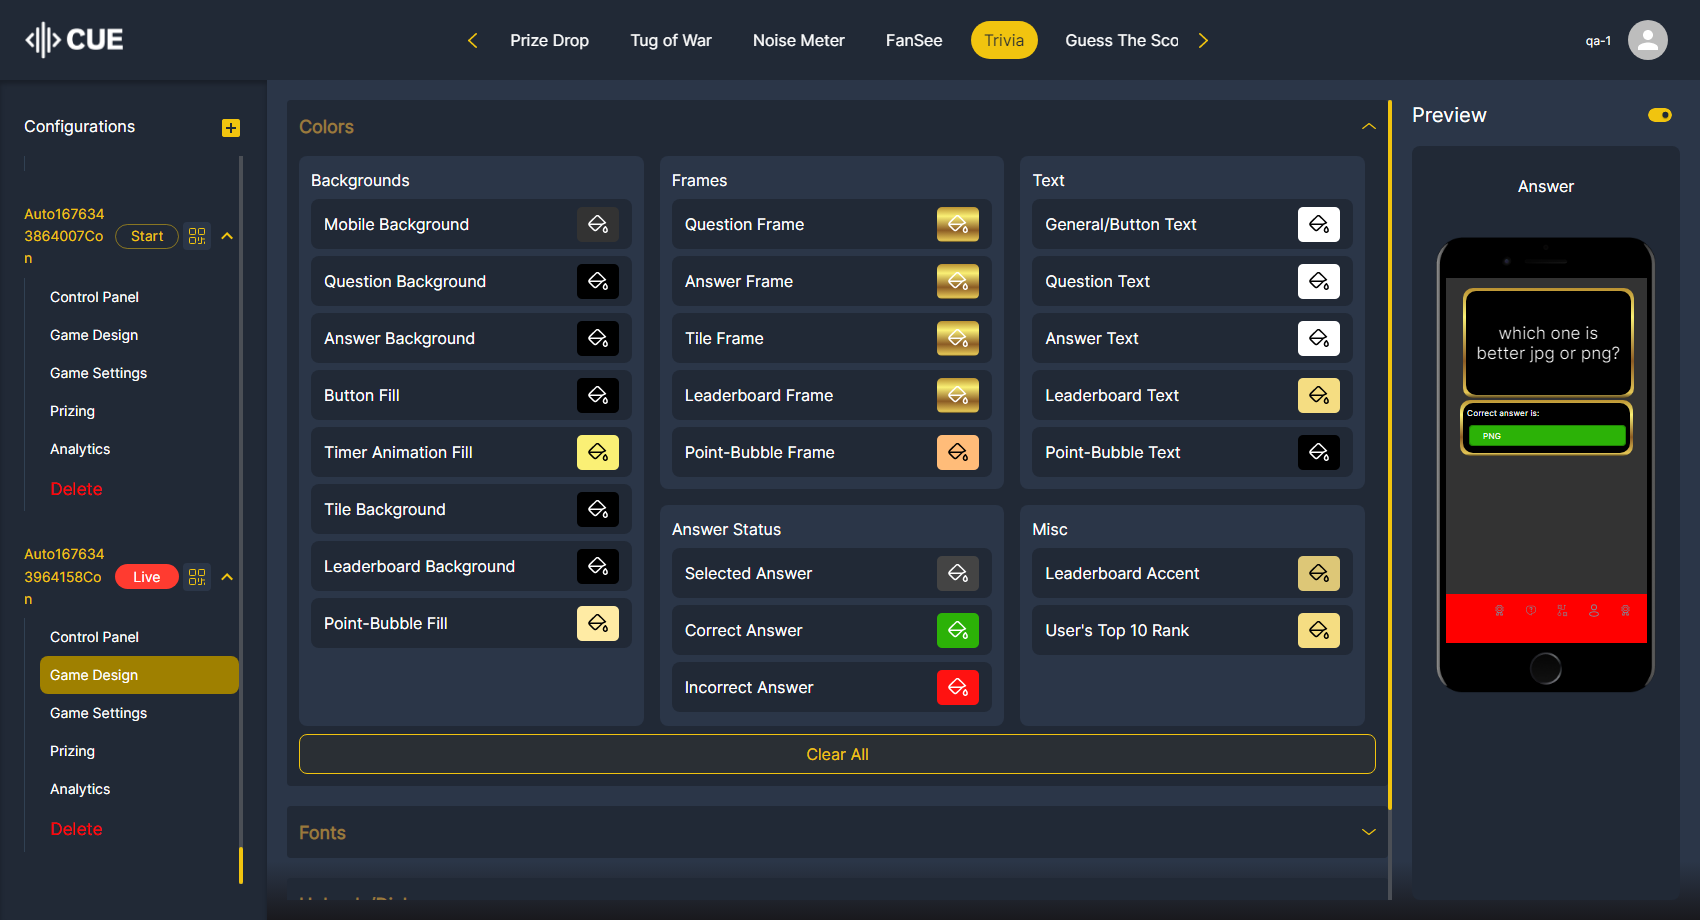 CUE
Prize Drop
Tug of War
Noise Meter
FanSee
Trivia
Guess The Sco
qa-1
Configurations
Auto167634
3864007Co
n
Start
Control Panel
Game Design
Game Settings
Prizing
Analytics
Delete
Auto167634
3964158Co
n
Live
Control Panel
Game Design
Game Settings
Prizing
Analytics
Delete
Colors
Backgrounds
Mobile Background
Question Background
Answer Background
Button Fill
Timer Animation Fill
Tile Background
Leaderboard Background
Point-Bubble Fill
Frames
Question Frame
Answer Frame
Tile Frame
Leaderboard Frame
Point-Bubble Frame
Text
General/Button Text
Question Text
Answer Text
Leaderboard Text
Point-Bubble Text
Answer Status
Selected Answer
Correct Answer
Incorrect Answer
Misc
Leaderboard Accent
User's Top 10 Rank
Clear All
Fonts
Preview
Answer
which one is
better jpg or png?
Correct answer is:
PNG